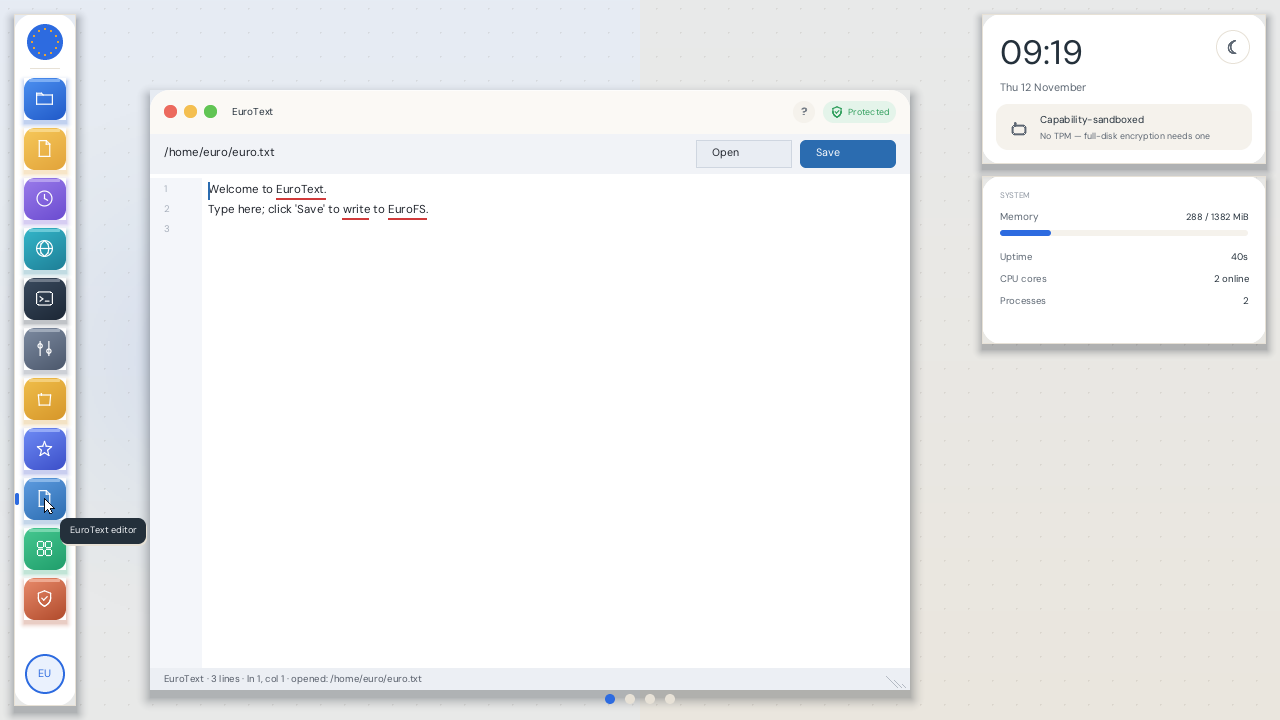 EuroText
?
Protected
/home/euro/euro.txt
Open
Save
1 Welcome to EuroText.
2 Type here; click 'Save' to write to EuroFS.
3
EuroText · 3 lines · ln 1, col 1 · opened: /home/euro/euro.txt
EuroText editor
EU
09:19
Thu 12 November
Capability-sandboxed
No TPM — full-disk encryption needs one
SYSTEM
Memory 288 / 1382 MiB
Uptime 40s
CPU cores 2 online
Processes 2